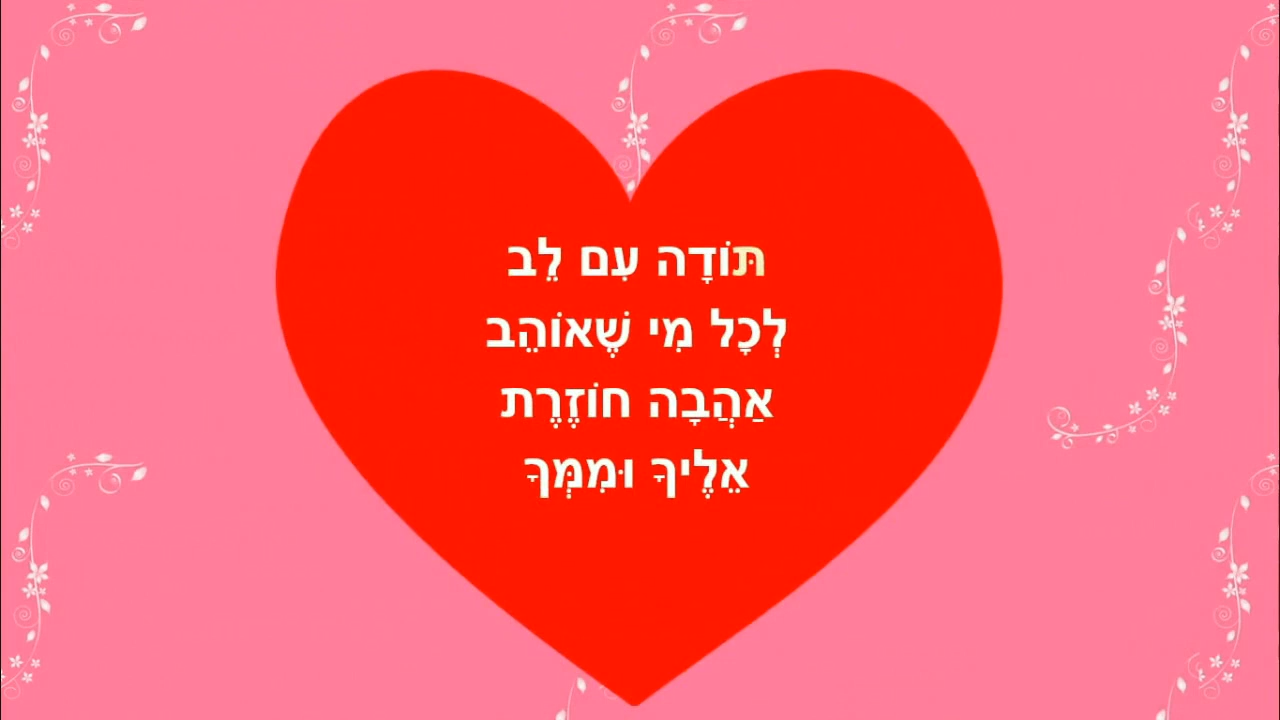 תּוֹדָה עִם לֵב
לְכָל מִי שֶׁאוֹהֵב
אַהֲבָה חוֹזֶרֶת
אֵלֶיךָ וּמִמְּךָ